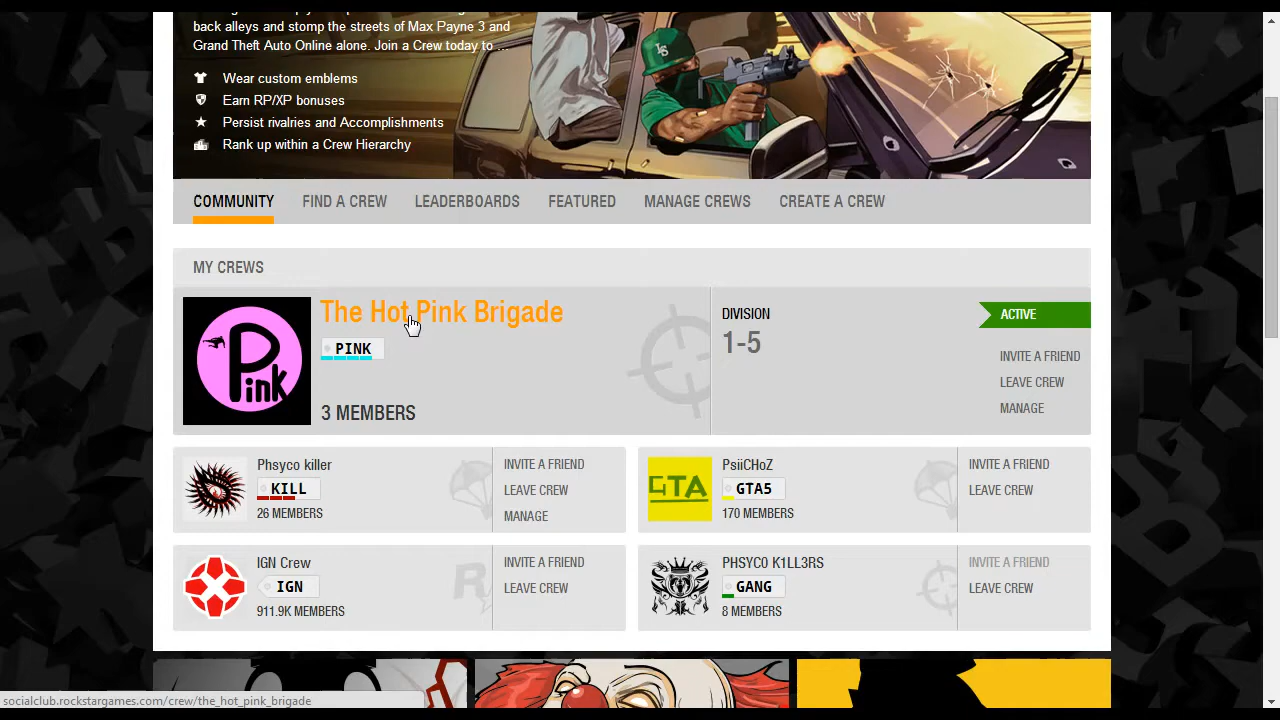 back alleys and stomp the streets of Max Payne 3 and
Grand Theft Auto Online alone. Join a Crew today to ...
Wear custom emblems
Earn RP/XP bonuses
Persist rivalries and Accomplishments
Rank up within a Crew Hierarchy
LS
COMMUNITY FIND A CREW LEADERBOARDS FEATURED MANAGE CREWS CREATE A CREW
MY CREWS
Pink
The Hot Pink Brigade
PINK
3 MEMBERS
DIVISION
1-5
ACTIVE
INVITE A FRIEND
LEAVE CREW
MANAGE
Phsyco killer
KILL
26 MEMBERS
INVITE A FRIEND
LEAVE CREW
MANAGE
GTA
PsiiCHoZ
GTA5
170 MEMBERS
INVITE A FRIEND
LEAVE CREW
IGN Crew
IGN
911.9K MEMBERS
R
INVITE A FRIEND
LEAVE CREW
PHSYCO K1LL3RS
GANG
8 MEMBERS
INVITE A FRIEND
LEAVE CREW
socialclub.rockstargames.com/crew/the_hot_pink_brigade